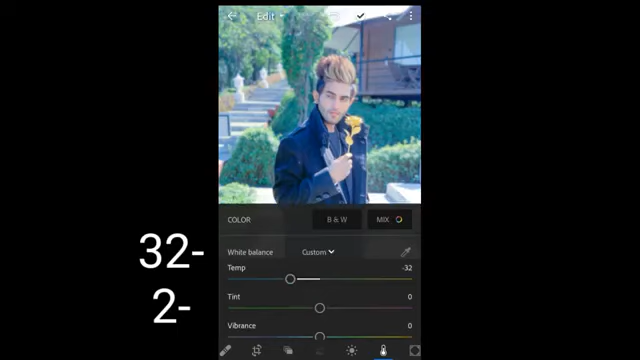 Edit
COLOR
B & W
MIX
White balance
Custom
Temp
-32
Tint
0
Vibrance
0
32-
2-